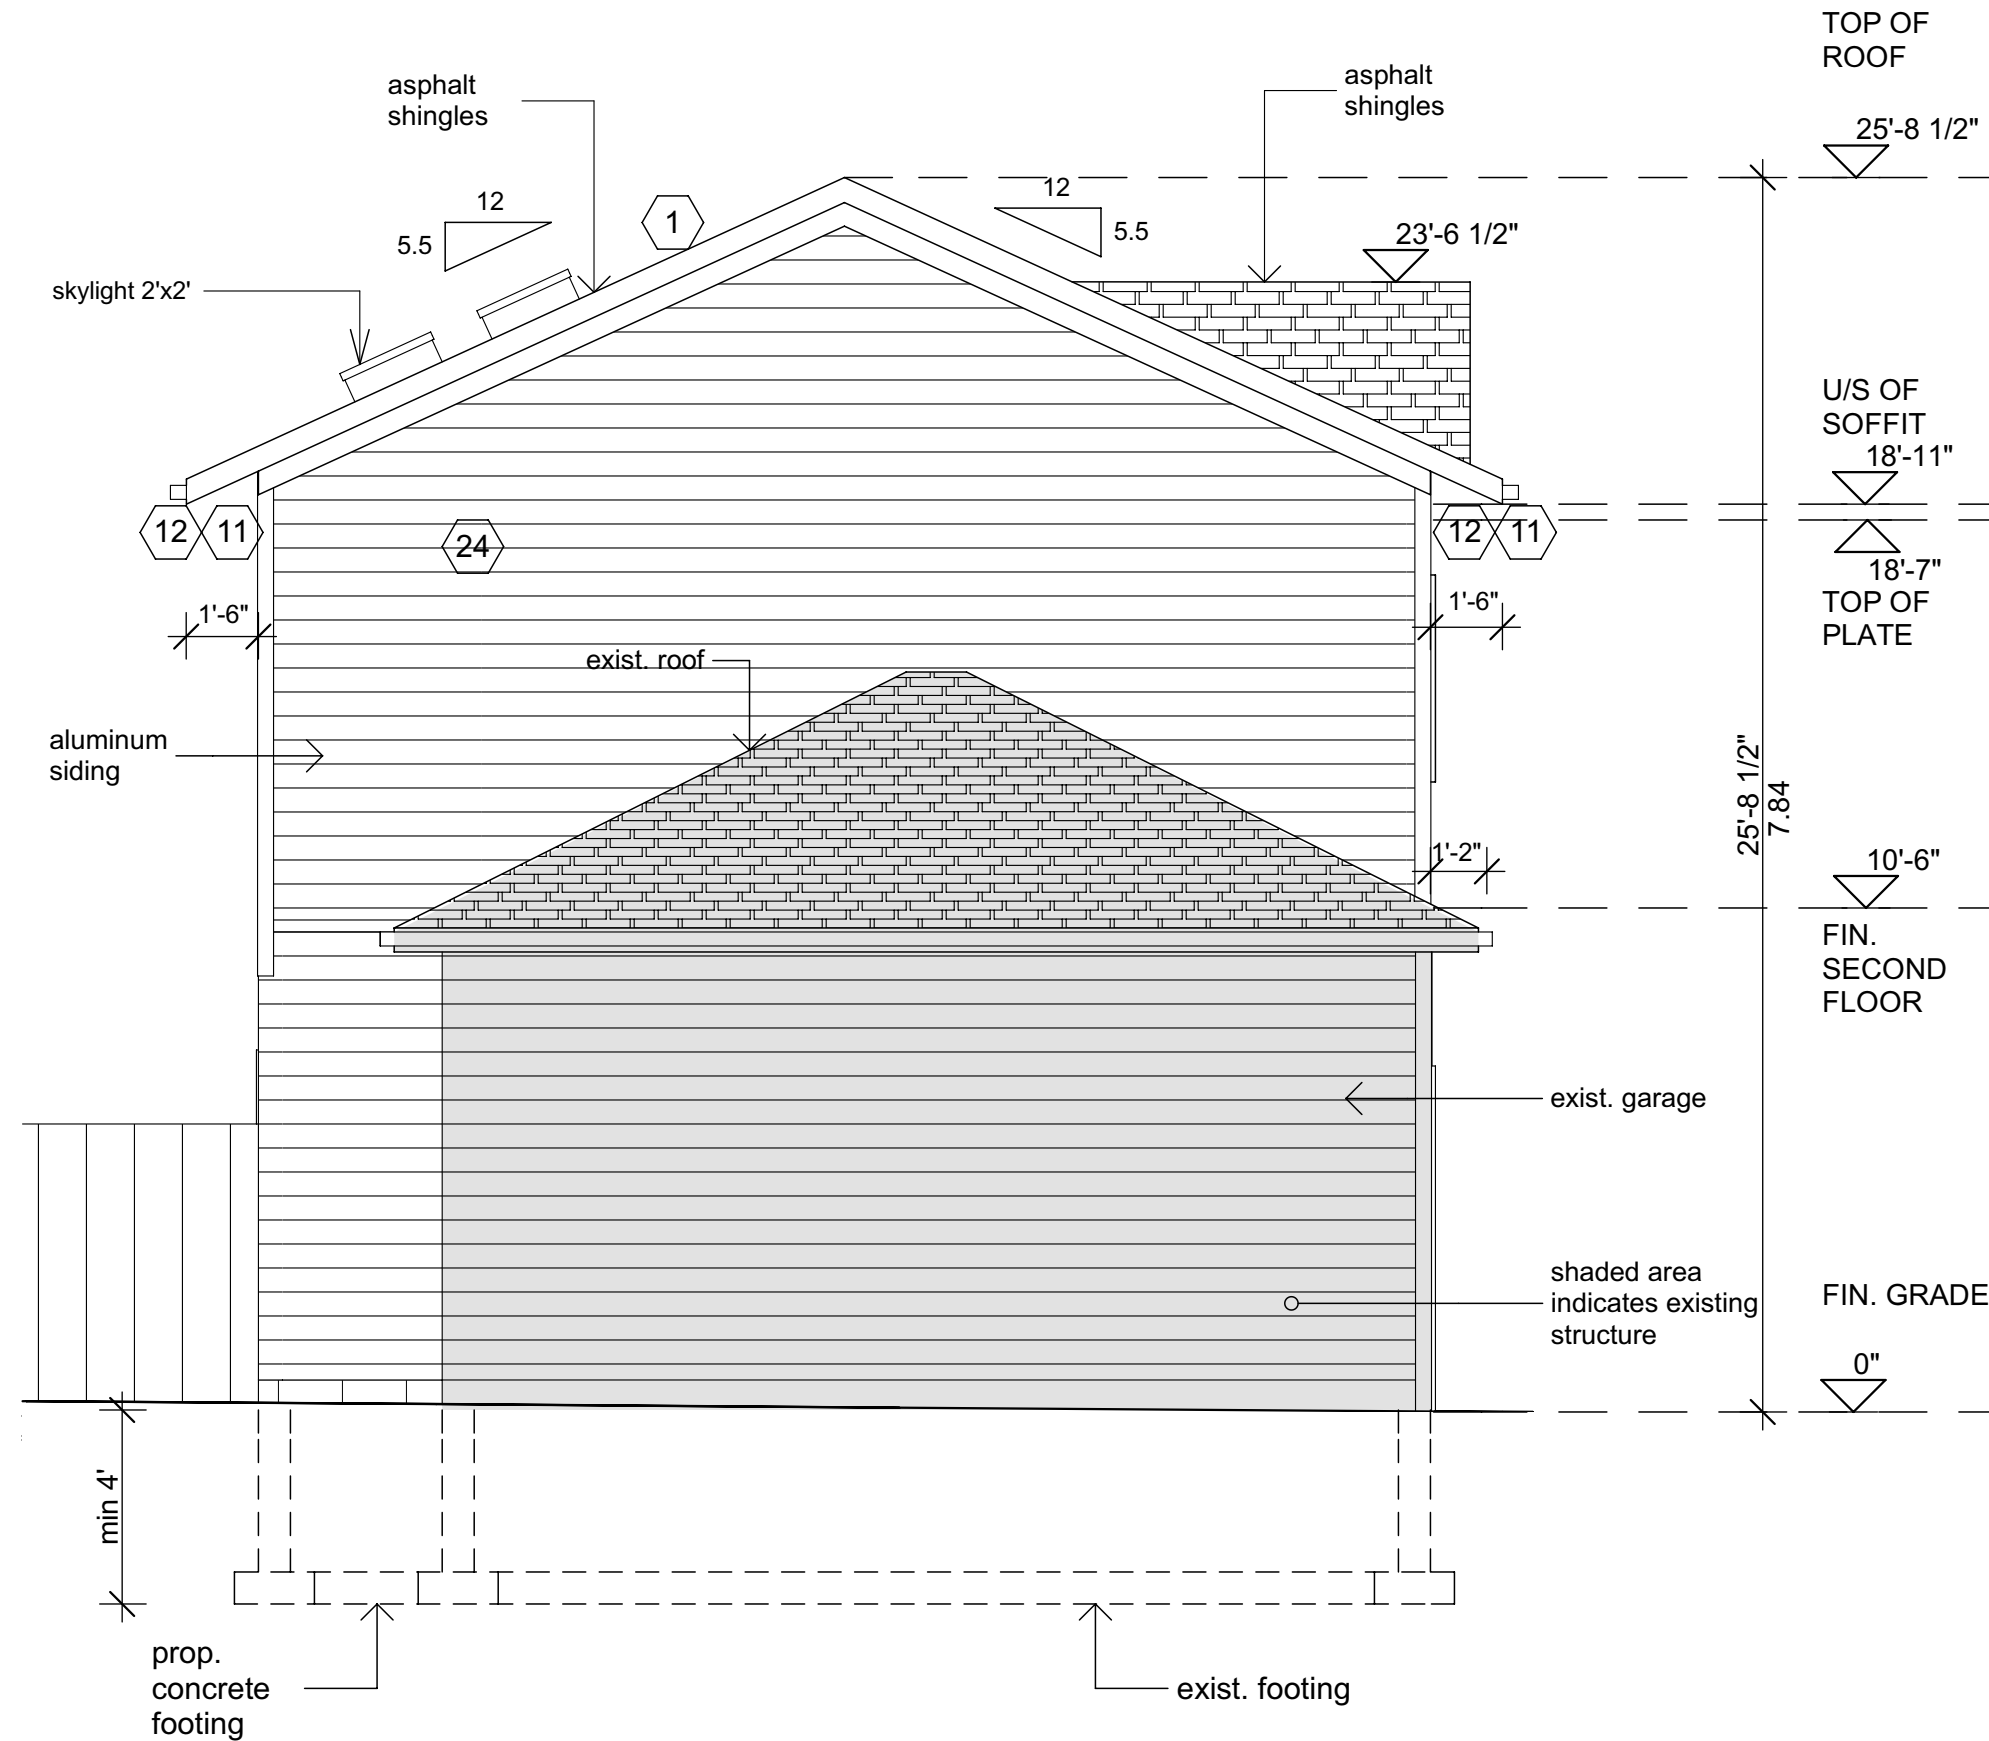 TOP OF
ROOF
asphalt
shingles
asphalt
shingles
25'-8 1/2"
12
12
1
5.5
5.5
23'-6 1/2"
skylight 2'x2'
U/S OF
SOFFIT
18'-11"
12
11
24
12
11
18'-7"
TOP OF
PLATE
1'-6"
1'-6"
exist. roof
aluminum
siding
25'-8 1/2"
7.84
1'-2"
10'-6"
FIN.
SECOND
FLOOR
exist. garage
shaded area
indicates existing
structure
FIN. GRADE
0"
min 4'
prop.
concrete
footing
exist. footing